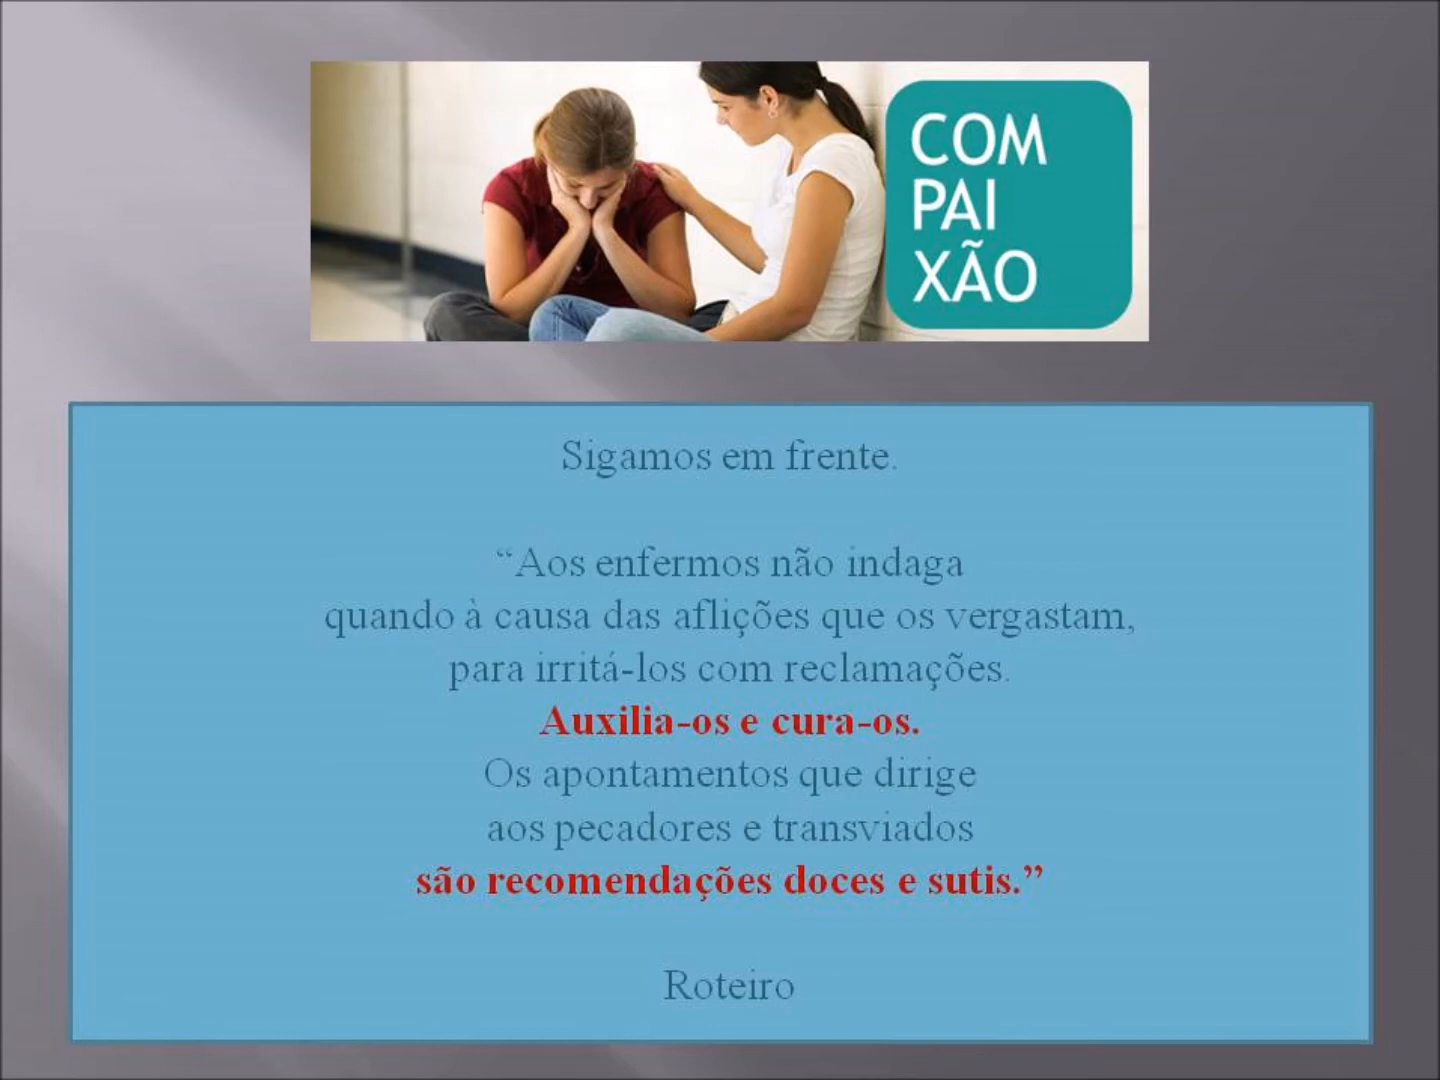 COM
PAI
XÃO
Sigamos em frente.
“Aos enfermos não indaga
quando à causa das aflições que os vergastam,
para irritá-los com reclamações.
Auxilia-os e cura-os.
Os apontamentos que dirige
aos pecadores e transviados
são recomendações doces e sutis.”
Roteiro